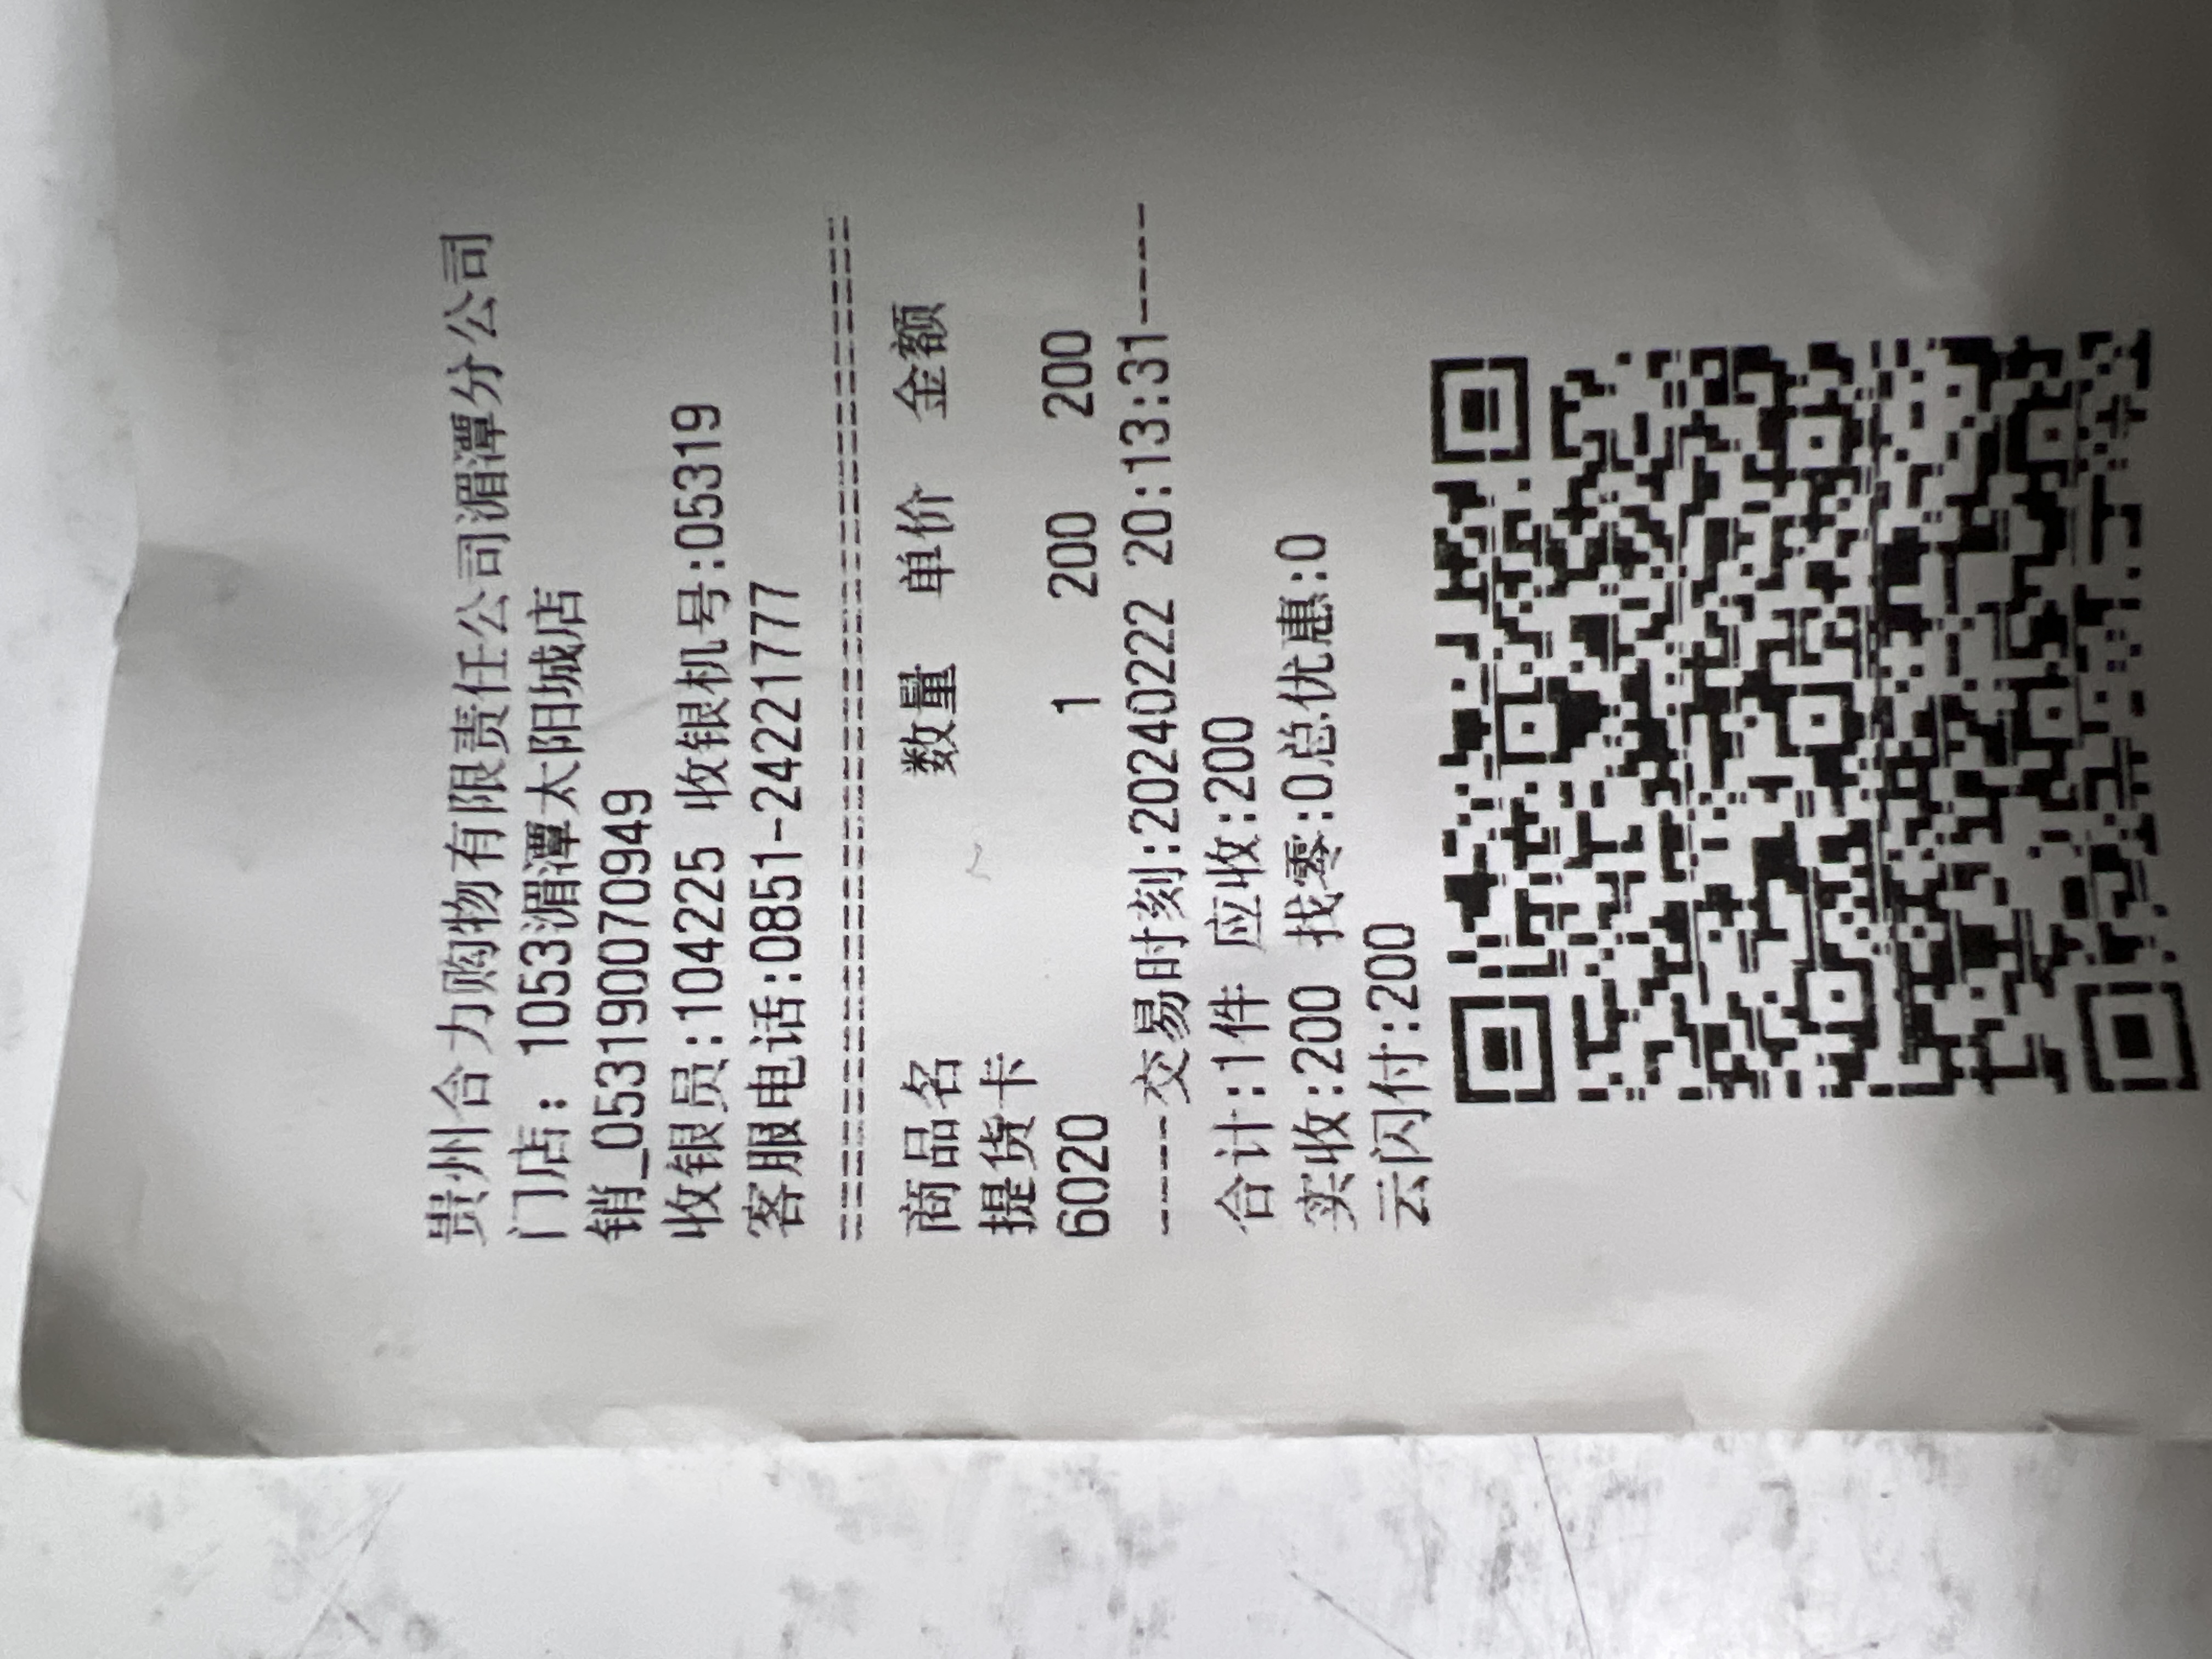 贵州合力购物有限责任公司湄潭分公司
门店: 1053湄潭太阳城店
销_053190070949
收银员:104225 收银机号:05319
客服电话:0851-24221777
==========================================
商品名 数量 单价 金额
提货卡
6020 1 200 200
-----交易时刻:20240222 20:13:31-----
合计:1件 应收:200
实收:200 找零:0总优惠:0
云闪付:200